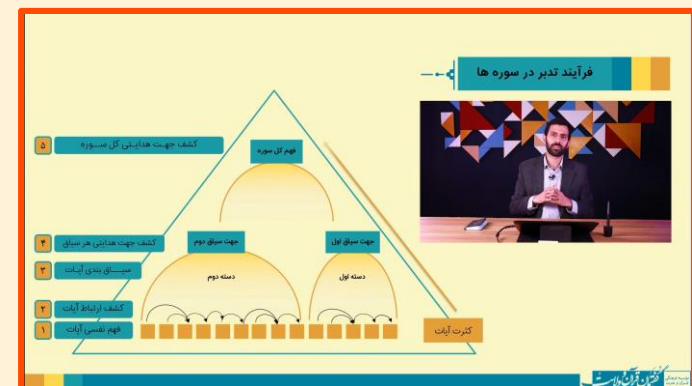 فرآیند تدبر در سوره ها
۵ کشف جهت هدایتی کل سوره
فهم کل سوره
۴ کشف جهت هدایتی هر سیاق
جهت سیاق دوم
جهت سیاق اول
۳ سیاق بندی آیات
دسته دوم
دسته اول
۲ کشف ارتباط آیات
۱ فهم نفسی آیات
کثرت آیات